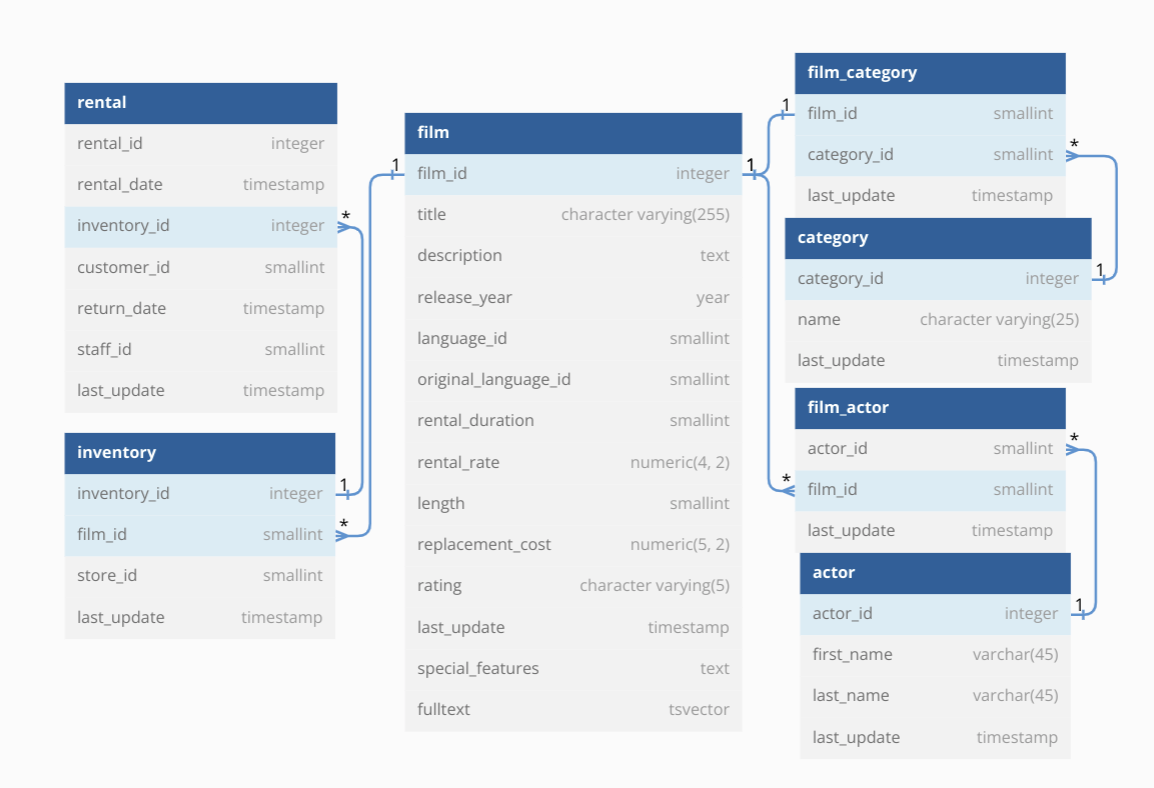 rental
rental_id integer
rental_date timestamp
inventory_id integer
*
customer_id smallint
return_date timestamp
staff_id smallint
last_update timestamp
inventory
inventory_id integer
1
film_id smallint
*
store_id smallint
last_update timestamp
film
1
film_id integer
1
title character varying(255)
description text
release_year year
language_id smallint
original_language_id smallint
rental_duration smallint
rental_rate numeric(4, 2)
length smallint
replacement_cost numeric(5, 2)
rating character varying(5)
last_update timestamp
special_features text
fulltext tsvector
film_category
1
film_id smallint
category_id smallint
*
last_update timestamp
category
category_id integer
1
name character varying(25)
last_update timestamp
film_actor
actor_id smallint
*
*
film_id smallint
last_update timestamp
actor
actor_id integer
1
first_name varchar(45)
last_name varchar(45)
last_update timestamp